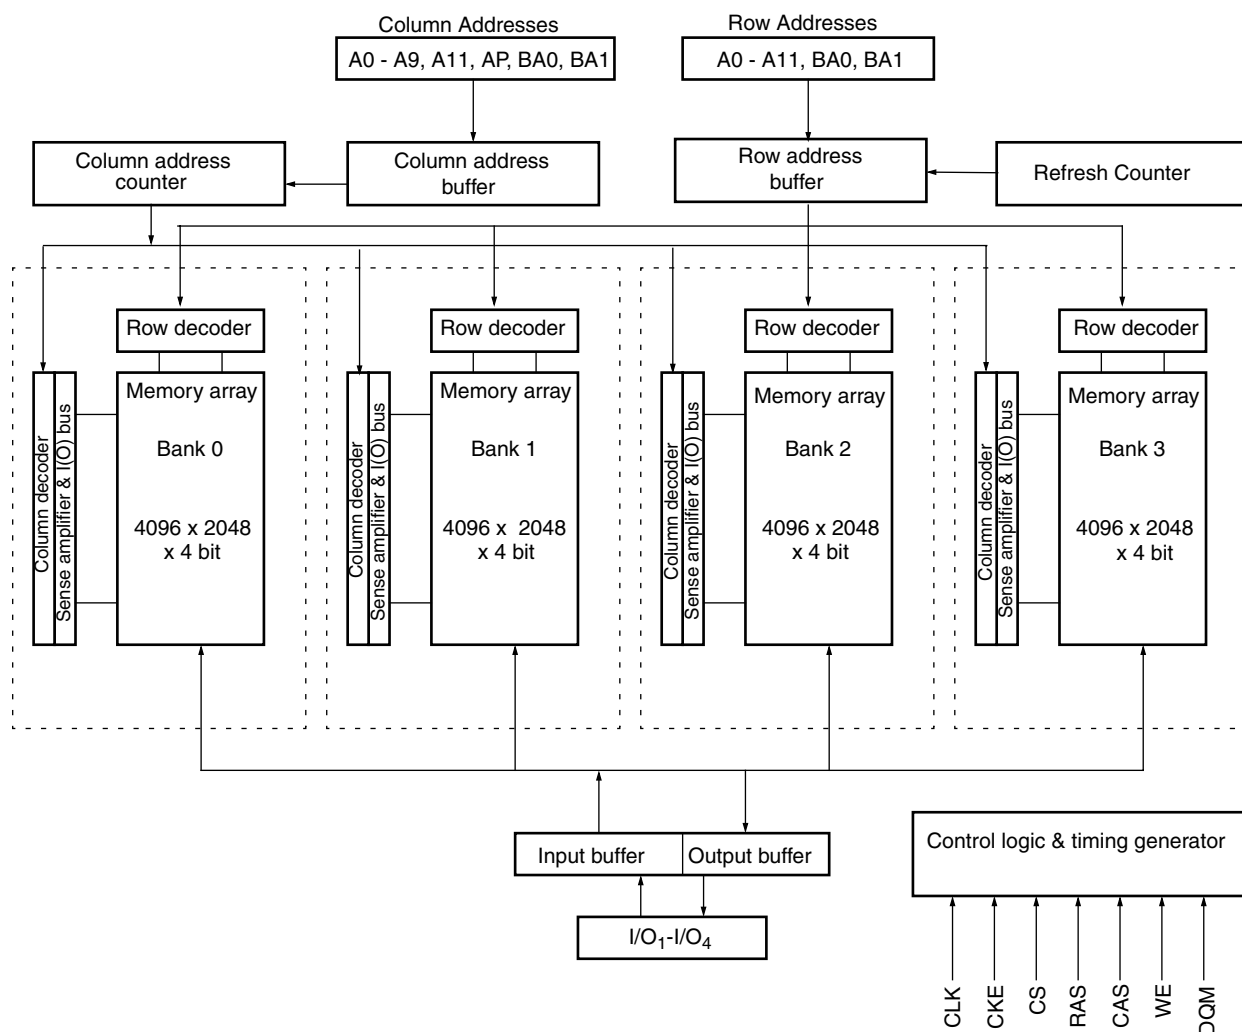 Column Addresses
Row Addresses
A0 - A9, A11, AP, BA0, BA1
A0 - A11, BA0, BA1
Column address
counter
Column address
buffer
Row address
buffer
Refresh Counter
Row decoder
Row decoder
Row decoder
Row decoder
Column decoder
Sense amplifier & I(O) bus
Memory array
Bank 0
4096 x 2048
x 4 bit
Column decoder
Sense amplifier & I(O) bus
Memory array
Bank 1
4096 x 2048
x 4 bit
Column decoder
Sense amplifier & I(O) bus
Memory array
Bank 2
4096 x 2048
x 4 bit
Column decoder
Sense amplifier & I(O) bus
Memory array
Bank 3
4096 x 2048
x 4 bit
Input buffer
Output buffer
I/O1-I/O4
Control logic & timing generator
CLK
CKE
CS
RAS
CAS
WE
DQM